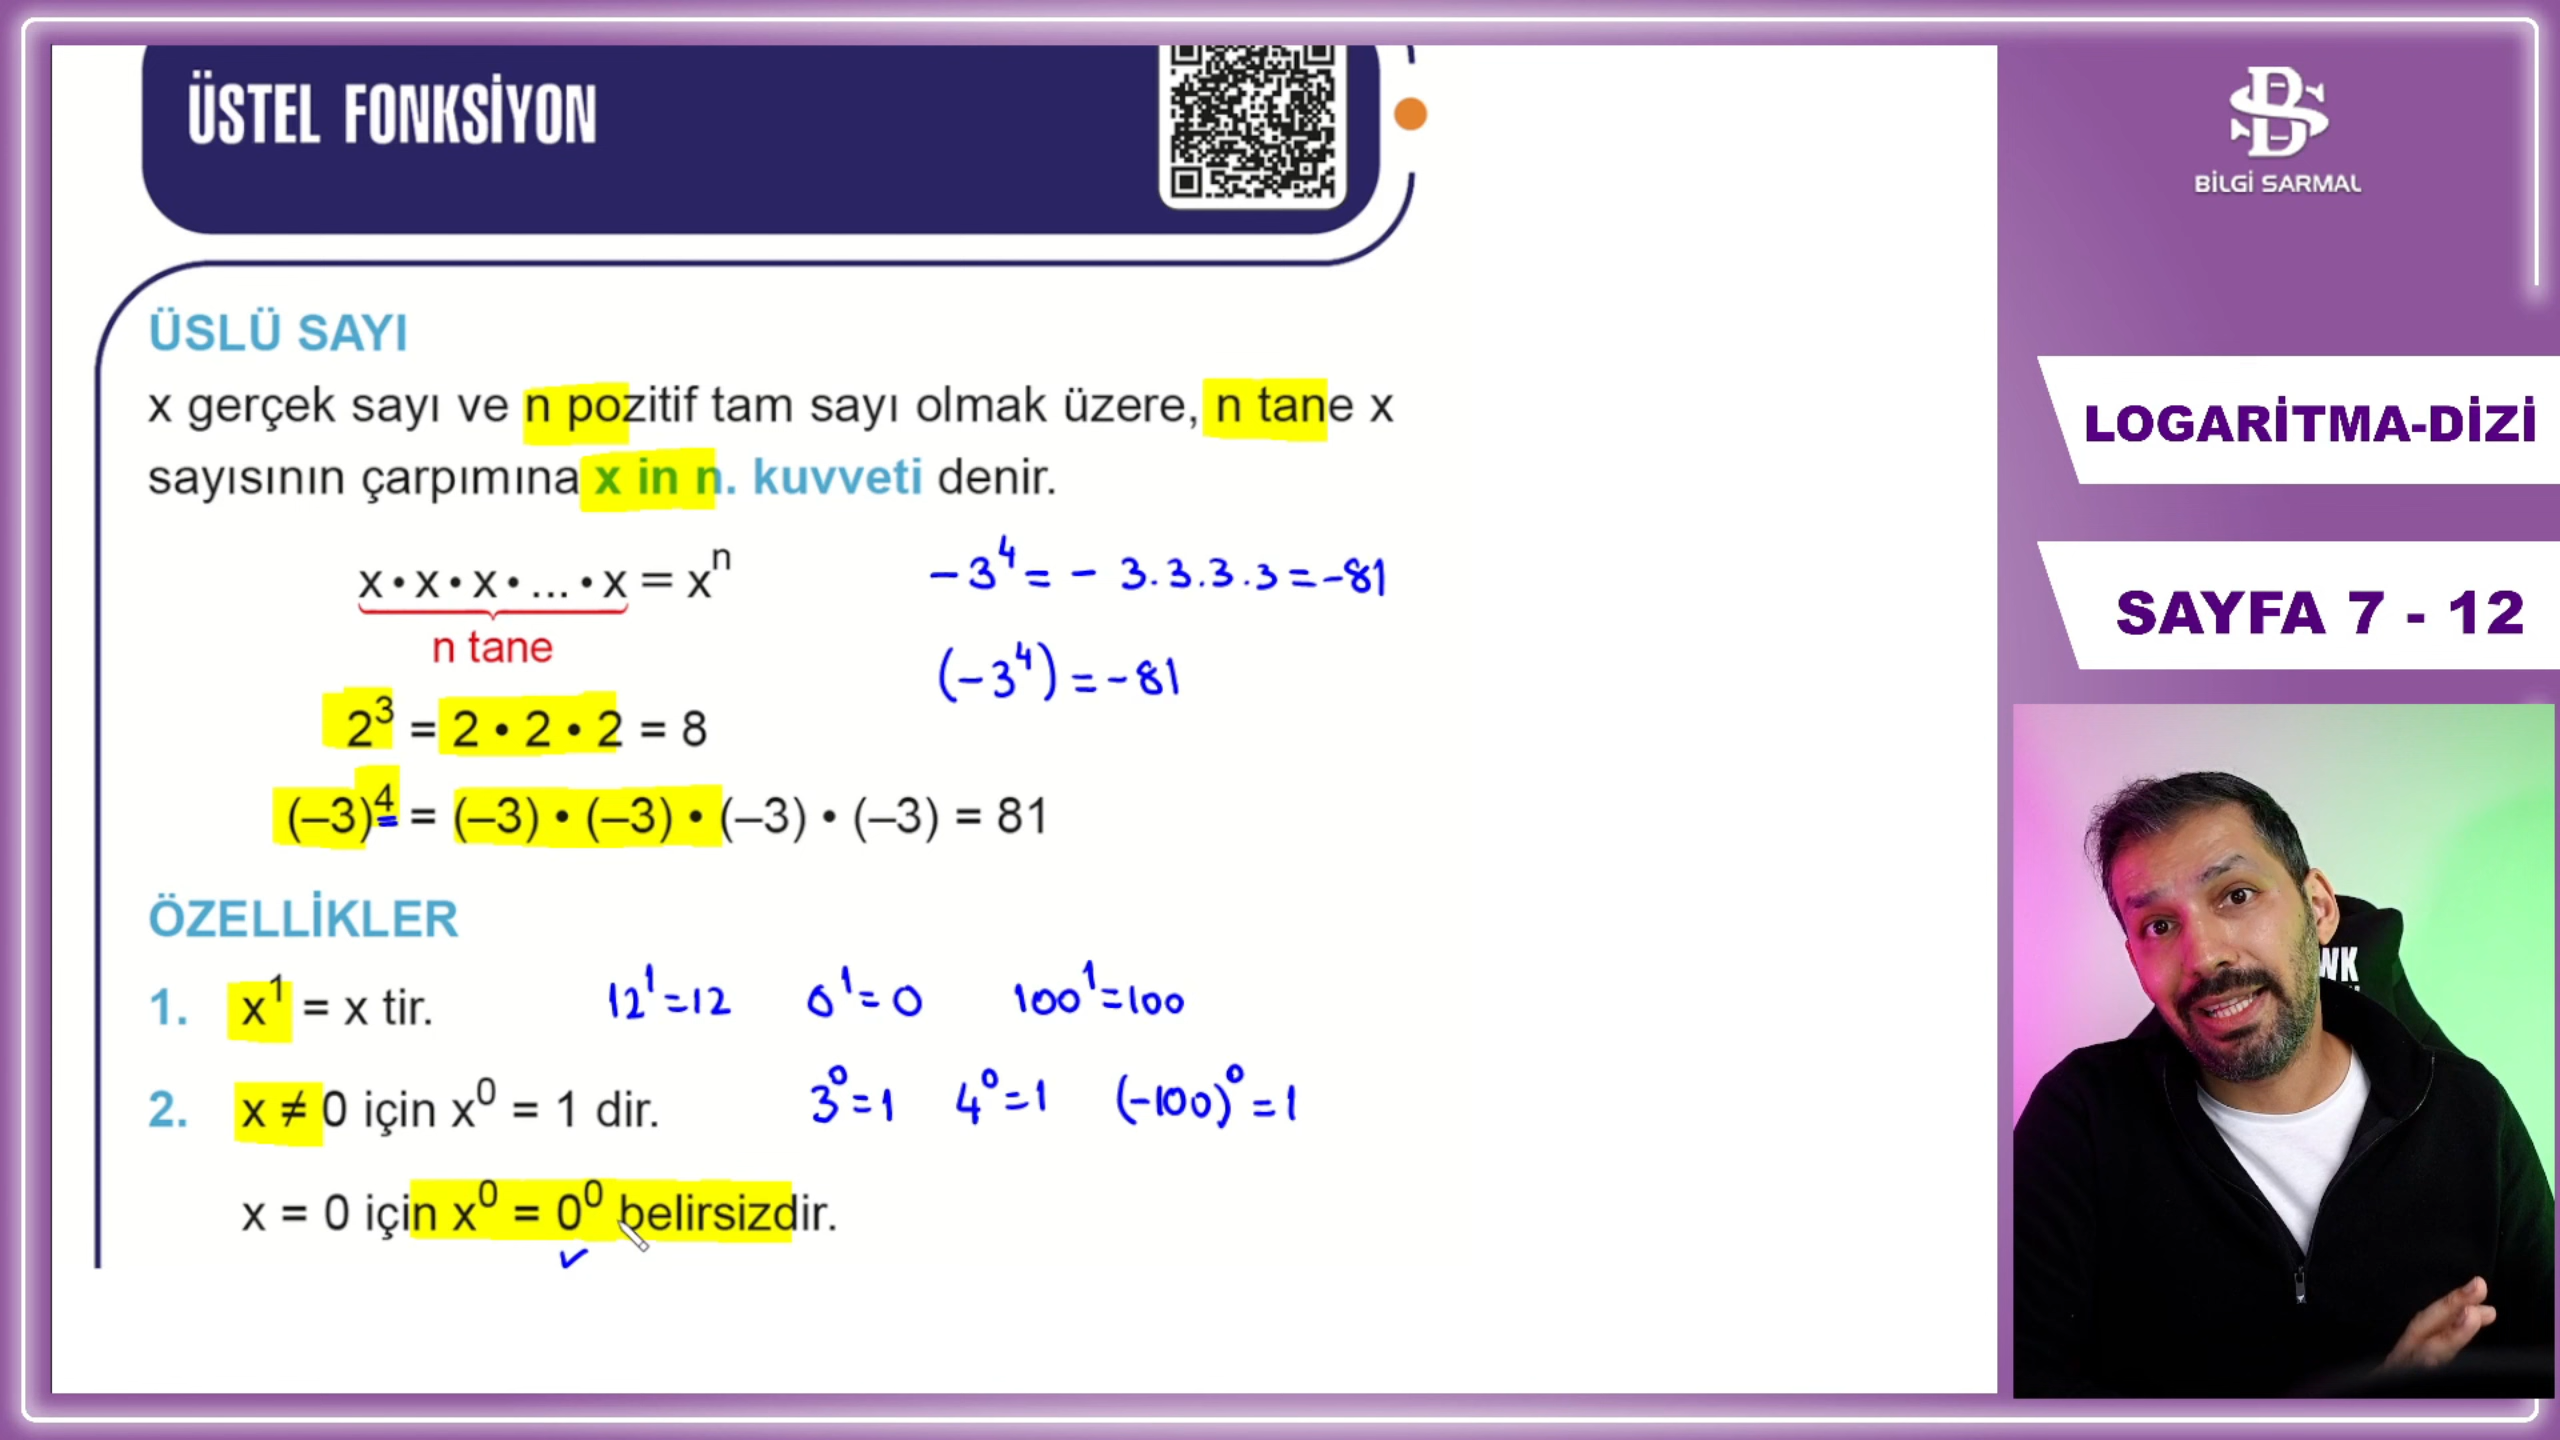 ÜSTEL FONKSİYON
BİLGİ SARMAL
ÜSLÜ SAYI
x gerçek sayı ve n pozitif tam sayı olmak üzere, n tane x
sayısının çarpımına x in n. kuvveti denir.
x • x • x • ... • x = xⁿ
n tane
-3⁴ = - 3.3.3.3 = -81
(-3⁴) = -81
2³ = 2 • 2 • 2 = 8
(–3)⁴ = (–3) • (–3) • (–3) • (–3) = 81
ÖZELLİKLER
1. x¹ = x tir. 12¹=12 0¹=0 100¹=100
2. x ≠ 0 için x⁰ = 1 dir. 3⁰=1 4⁰=1 (-100)⁰=1
x = 0 için x⁰ = 0⁰ belirsizdir.
LOGARİTMA-DİZİ
SAYFA 7 - 12